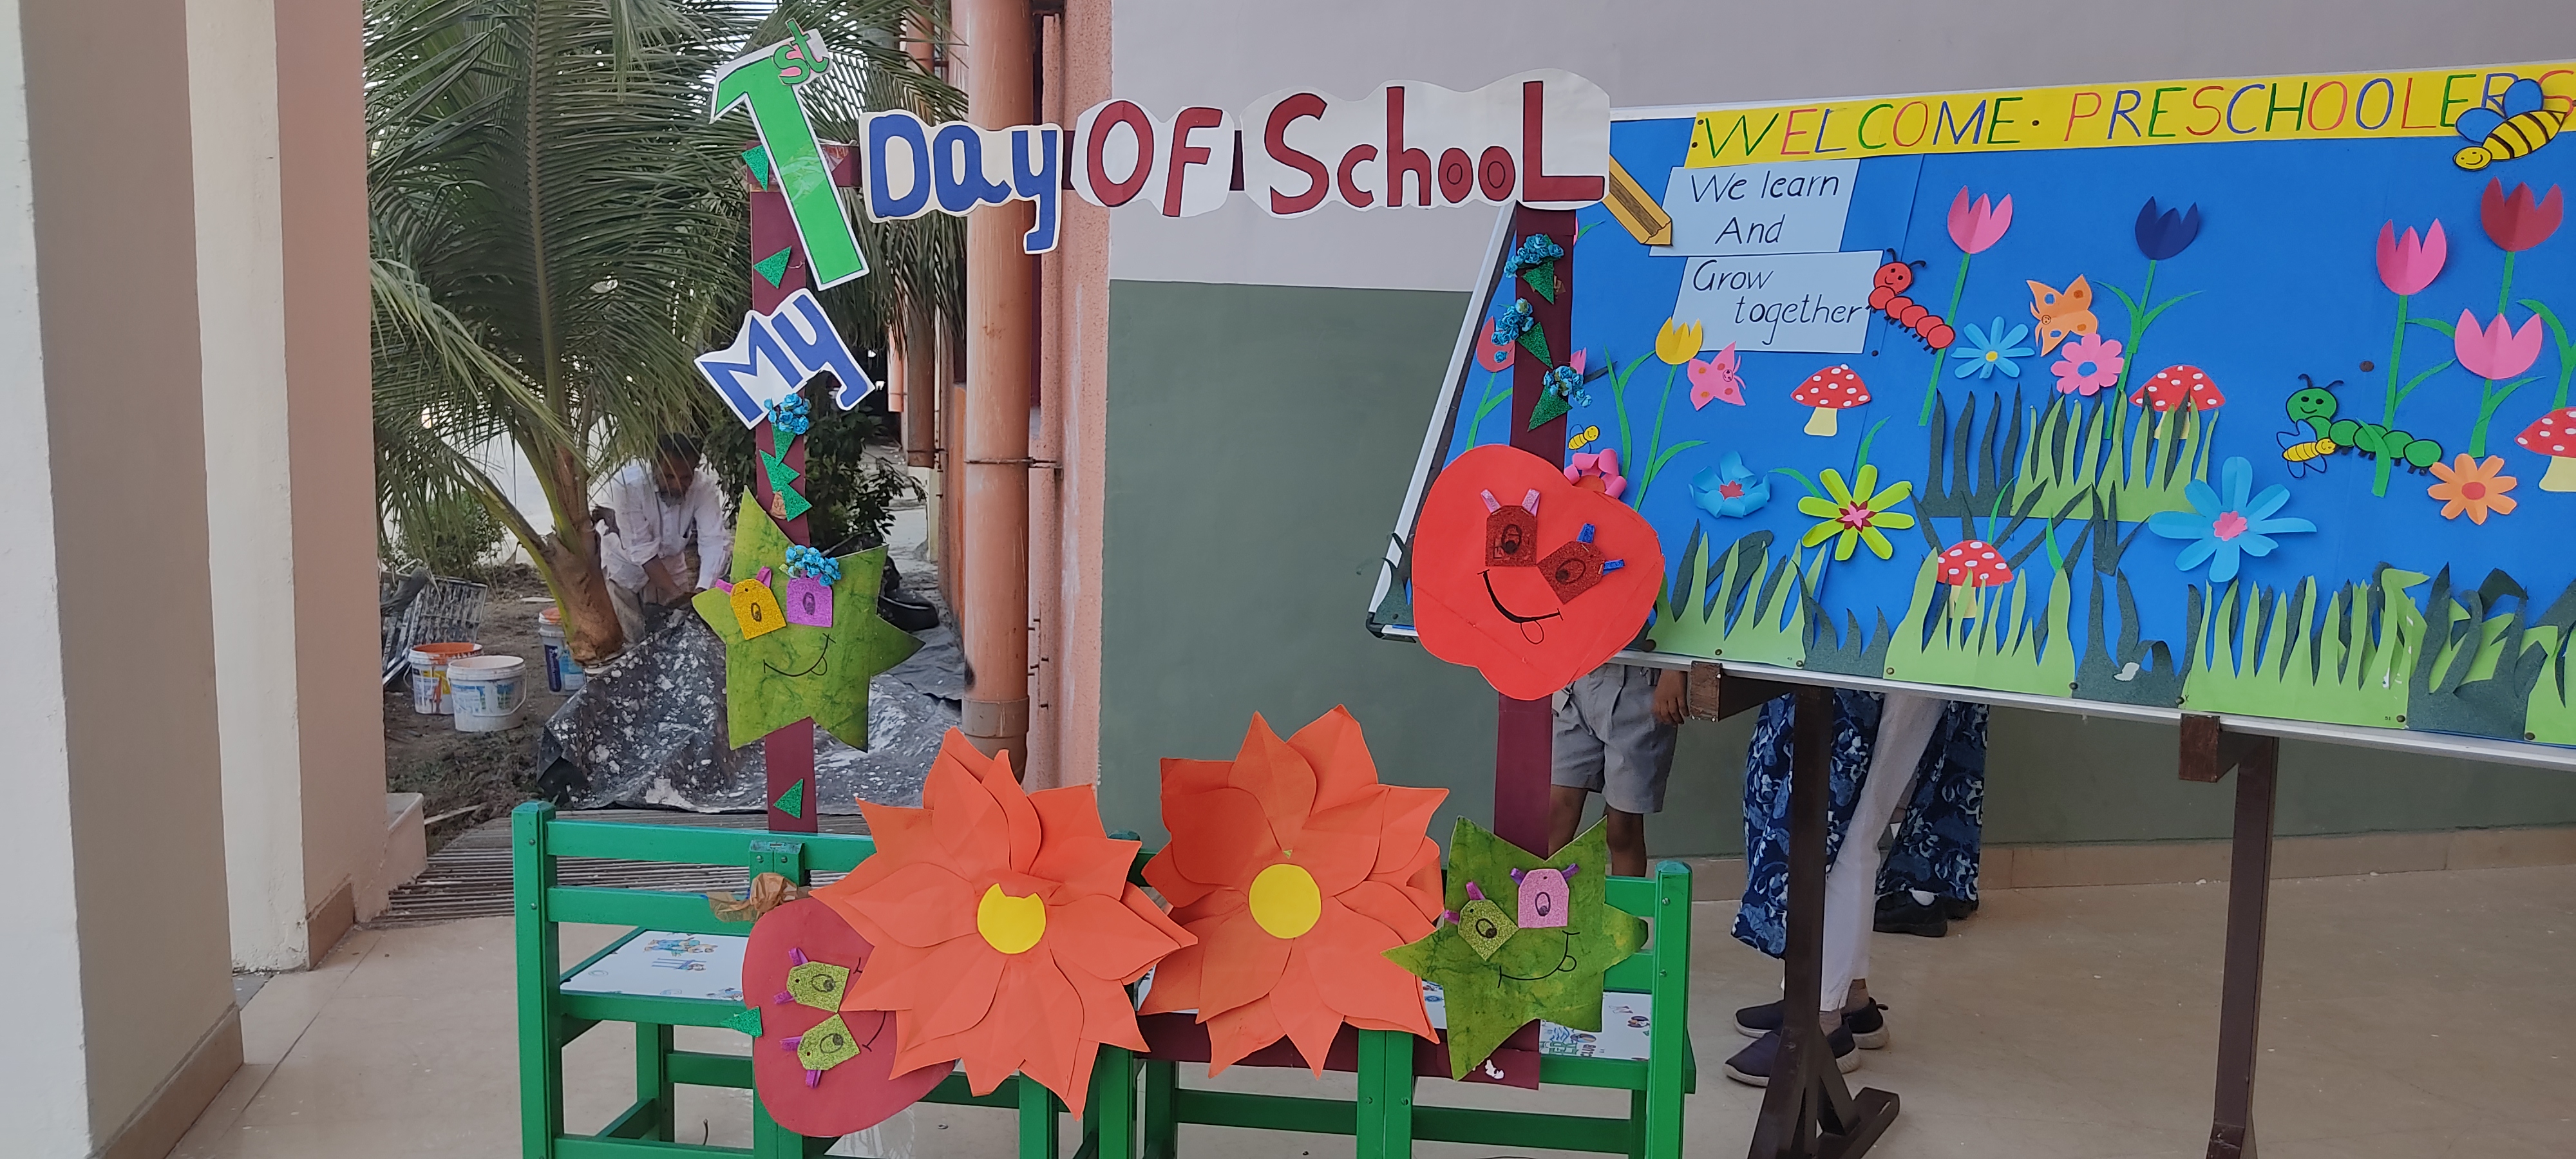 My 1st Day OF SchooL
WELCOME. PRESCHOOLERS
We learn
And
Grow
together